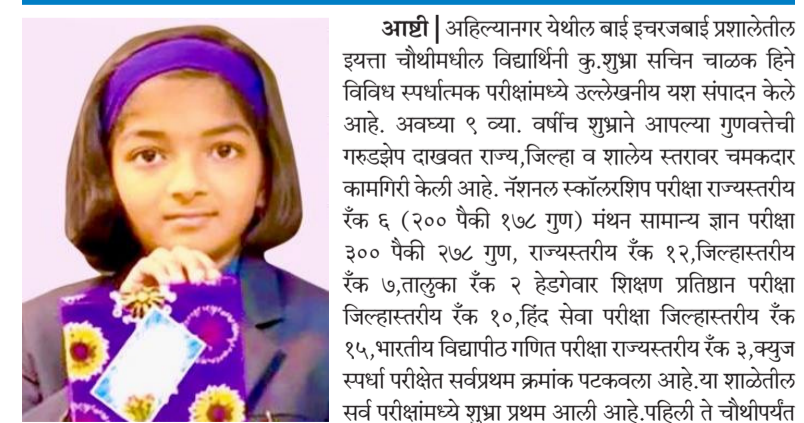 आष्टी | अहिल्यानगर येथील बाई इचरजबाई प्रशालेतील
इयत्ता चौथीमधील विद्यार्थिनी कु.शुभ्रा सचिन चाळक हिने
विविध स्पर्धात्मक परीक्षांमध्ये उल्लेखनीय यश संपादन केले
आहे. अवघ्या ९ व्या. वर्षीच शुभ्राने आपल्या गुणवत्तेची
गरुडझेप दाखवत राज्य,जिल्हा व शालेय स्तरावर चमकदार
कामगिरी केली आहे. नॅशनल स्कॉलरशिप परीक्षा राज्यस्तरीय
रँक ६ (२०० पैकी १७८ गुण) मंथन सामान्य ज्ञान परीक्षा
३०० पैकी २७८ गुण, राज्यस्तरीय रँक १२,जिल्हास्तरीय
रँक ७,तालुका रँक २ हेडगेवार शिक्षण प्रतिष्ठान परीक्षा
जिल्हास्तरीय रँक १०,हिंद सेवा परीक्षा जिल्हास्तरीय रँक
१५,भारतीय विद्यापीठ गणित परीक्षा राज्यस्तरीय रँक ३,क्युज
स्पर्धा परीक्षेत सर्वप्रथम क्रमांक पटकवला आहे.या शाळेतील
सर्व परीक्षांमध्ये शुभ्रा प्रथम आली आहे.पहिली ते चौथीपर्यंत